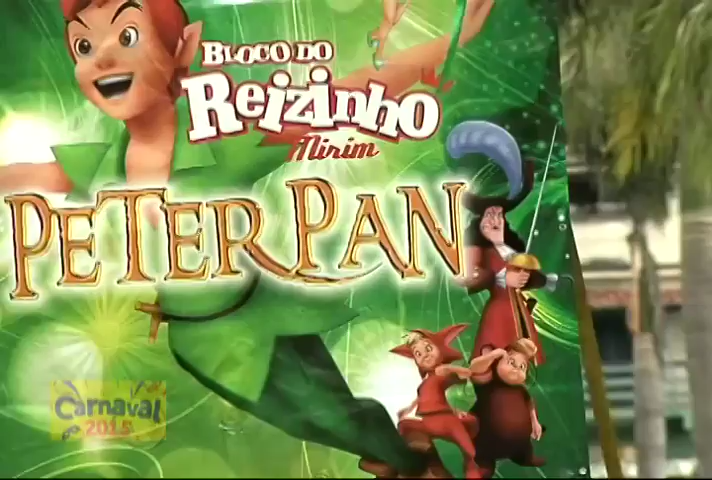 BLOCO DO
Reizinho
Mirim
PETER PAN
Carnaval
2015